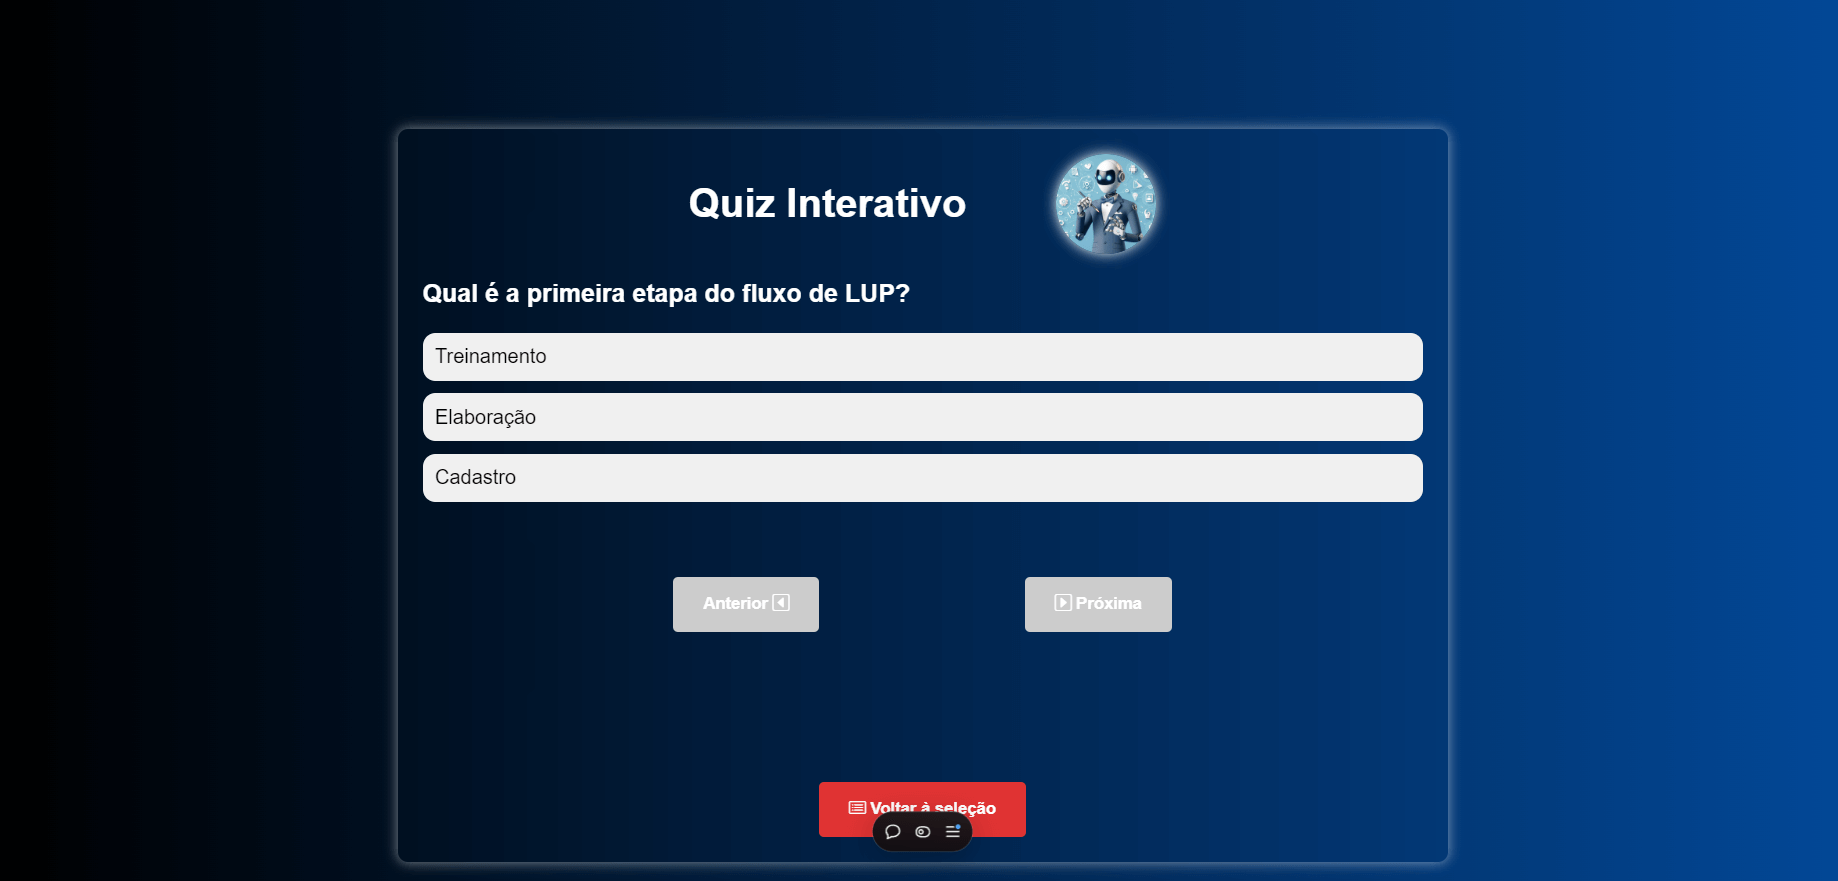 Quiz Interativo
Qual é a primeira etapa do fluxo de LUP?
Treinamento
Elaboração
Cadastro
Anterior
Próxima
Voltar à seleção